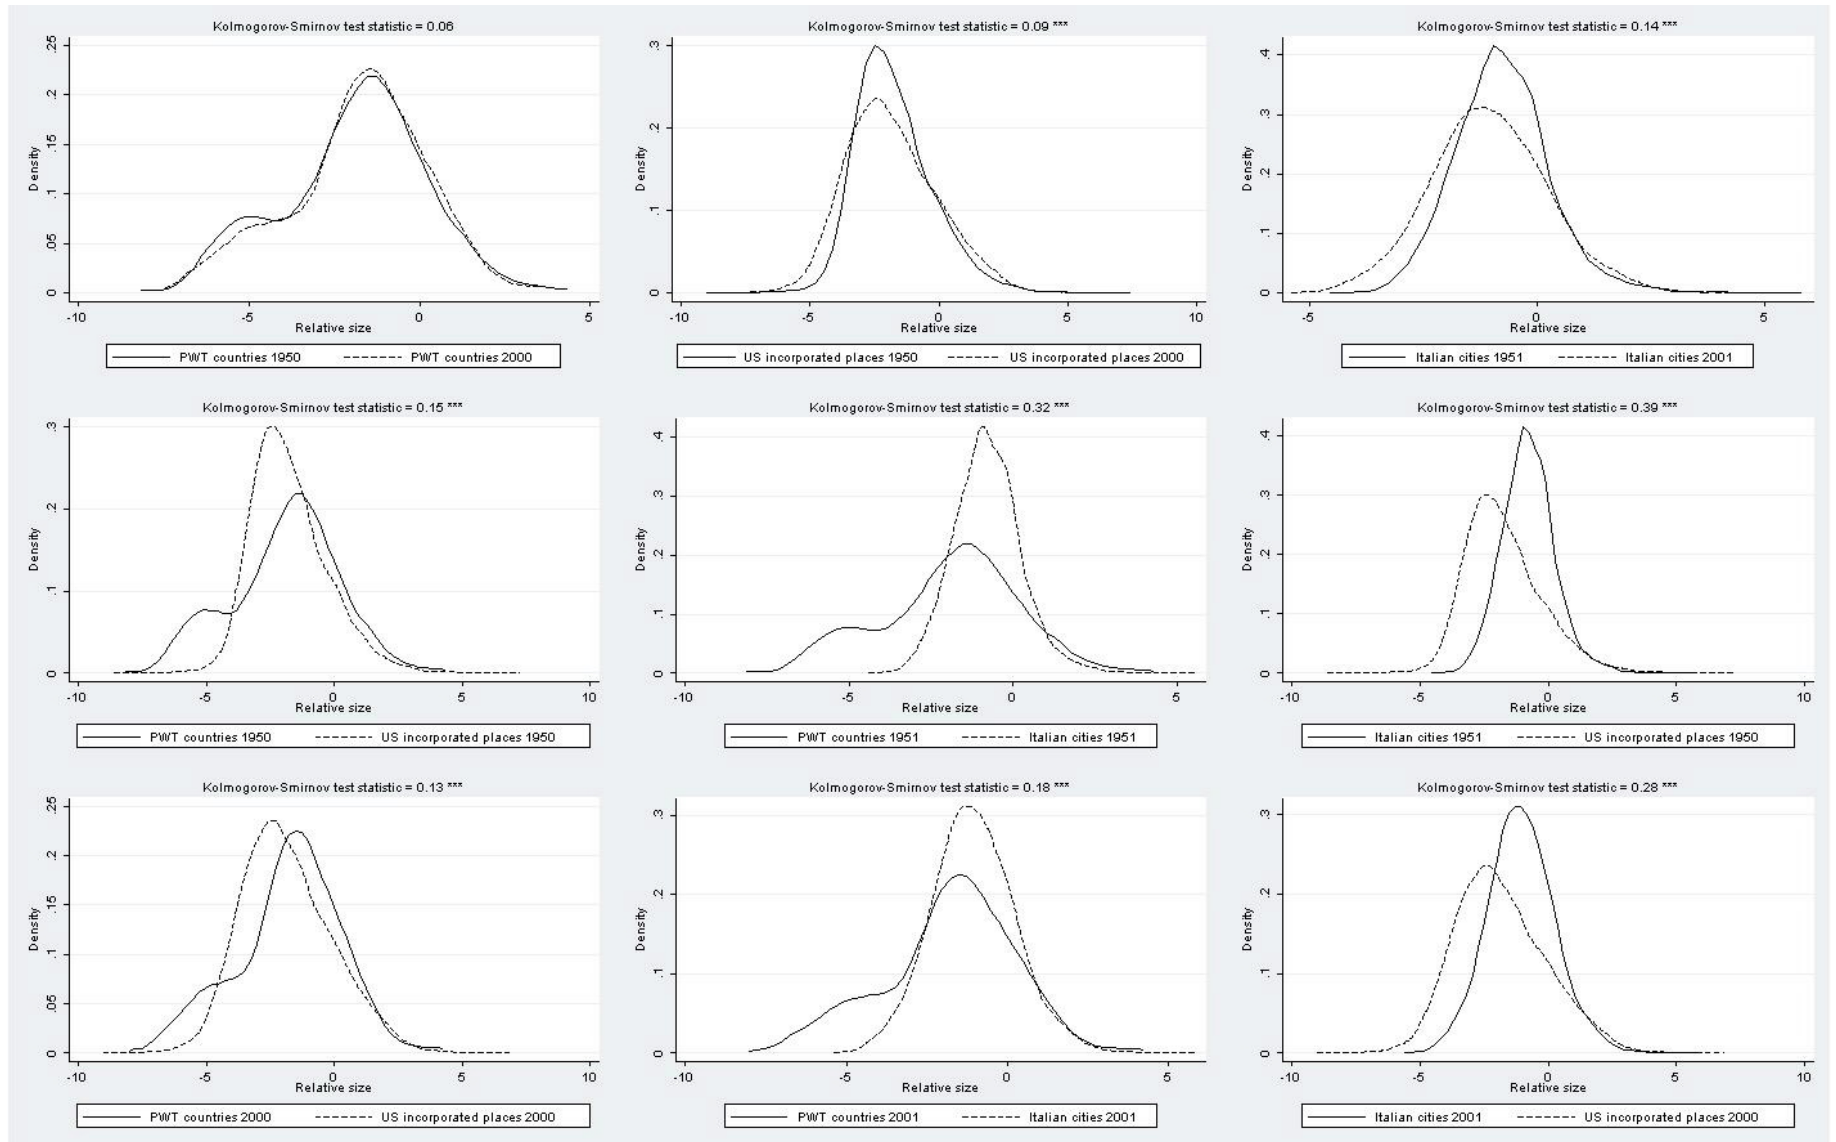 Kolmogorov-Smirnov test statistic = 0.06
Density
0 .05 .1 .15 .2 .25
-10 -5 0 5
Relative size
PWT countries 1950 PWT countries 2000
Kolmogorov-Smirnov test statistic = 0.09 ***
Density
0 .1 .2 .3
-10 -5 0 5 10
Relative size
US incorporated places 1950 US incorporated places 2000
Kolmogorov-Smirnov test statistic = 0.14 ***
Density
0 .1 .2 .3 .4
-5 0 5
Relative size
Italian cities 1951 Italian cities 2001
Kolmogorov-Smirnov test statistic = 0.15 ***
Density
0 .1 .2 .3
-10 -5 0 5 10
Relative size
PWT countries 1950 US incorporated places 1950
Kolmogorov-Smirnov test statistic = 0.32 ***
Density
0 .1 .2 .3 .4
-10 -5 0 5
Relative size
PWT countries 1951 Italian cities 1951
Kolmogorov-Smirnov test statistic = 0.39 ***
Density
0 .1 .2 .3 .4
-10 -5 0 5 10
Relative size
Italian cities 1951 US incorporated places 1950
Kolmogorov-Smirnov test statistic = 0.13 ***
Density
0 .05 .1 .15 .2 .25
-10 -5 0 5 10
Relative size
PWT countries 2000 US incorporated places 2000
Kolmogorov-Smirnov test statistic = 0.18 ***
Density
0 .1 .2 .3
-10 -5 0 5
Relative size
PWT countries 2001 Italian cities 2001
Kolmogorov-Smirnov test statistic = 0.28 ***
Density
0 .1 .2 .3
-10 -5 0 5 10
Relative size
Italian cities 2001 US incorporated places 2000